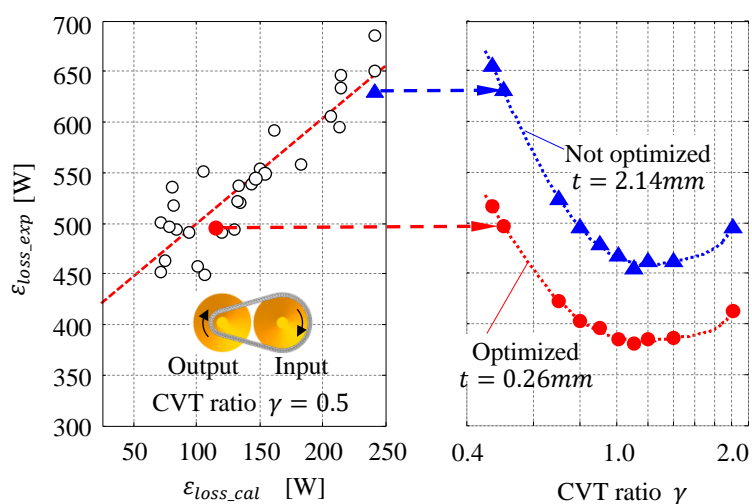 700
650
600
550
500
450
400
350
300
ε_loss_exp [W]
50 100 150 200 250
ε_loss_cal [W]
Output Input
CVT ratio γ = 0.5
Not optimized
t = 2.14mm
Optimized
t = 0.26mm
0.4 1.0 2.0
CVT ratio γ